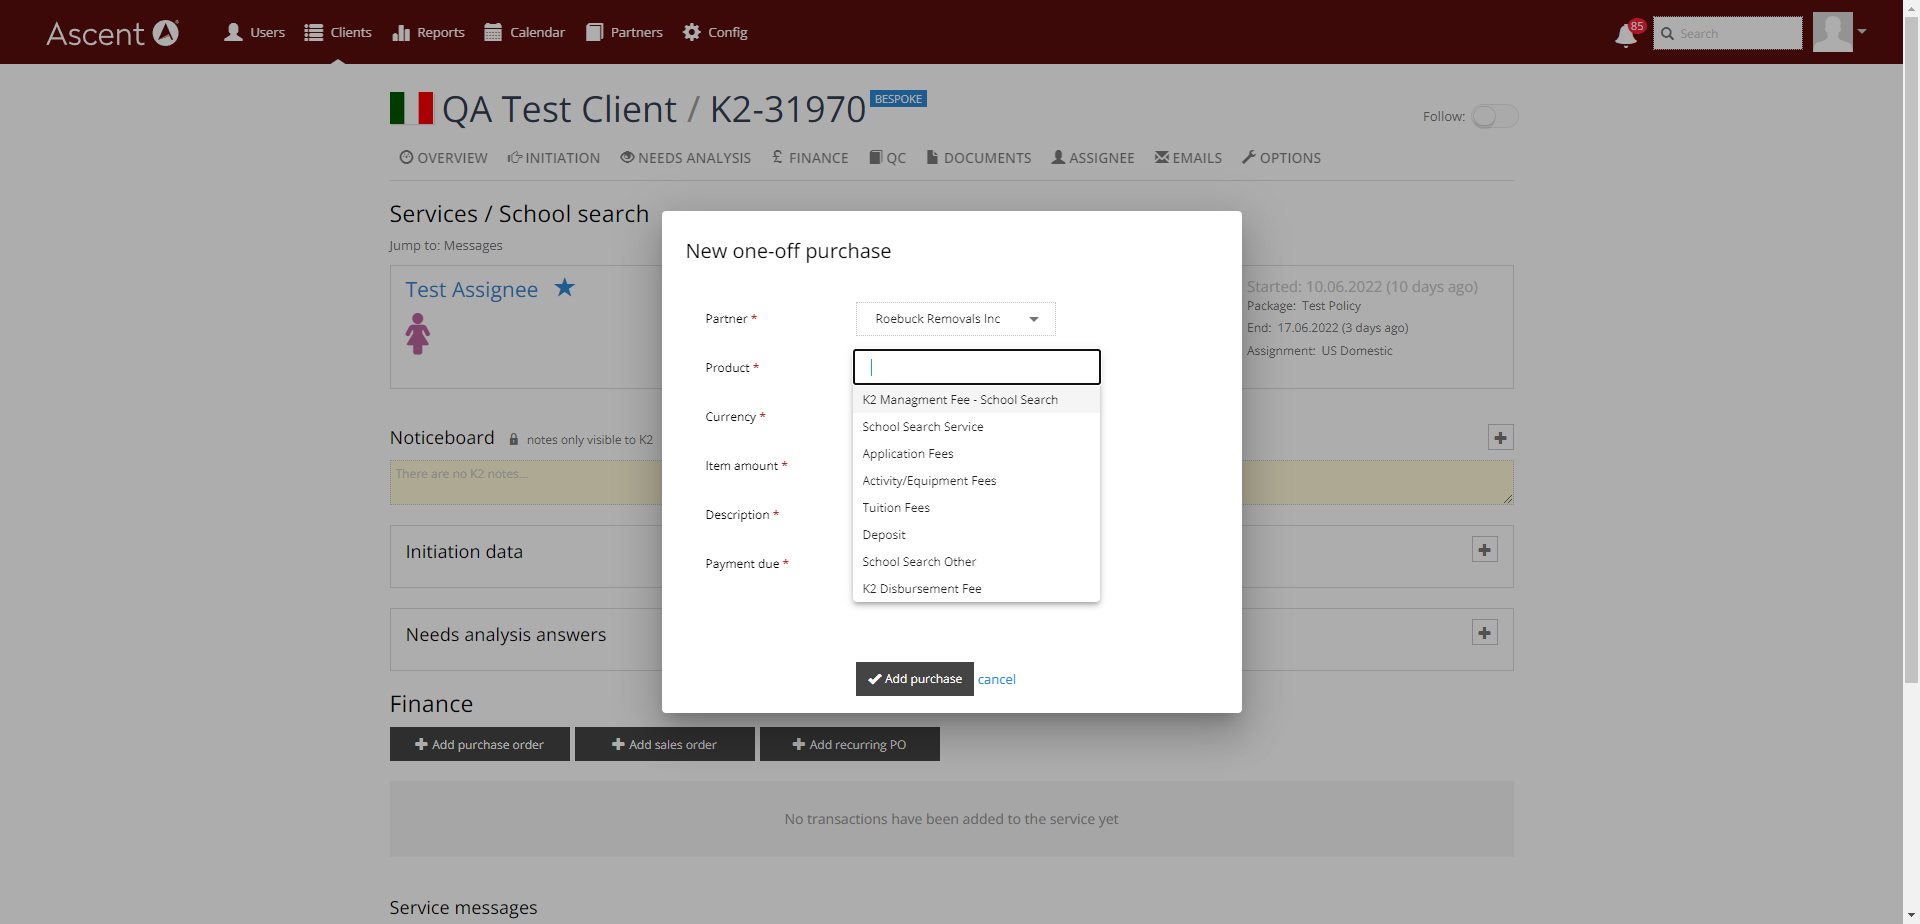 Ascent
Users
Clients
Reports
Calendar
Partners
Config
85
Search
QA Test Client / K2-31970 BESPOKE
Follow:
OVERVIEW
INITIATION
NEEDS ANALYSIS
£ FINANCE
QC
DOCUMENTS
ASSIGNEE
EMAILS
OPTIONS
Services / School search
Jump to: Messages
Test Assignee
Started: 10.06.2022 (10 days ago)
Package: Test Policy
End: 17.06.2022 (3 days ago)
Assignment: US Domestic
Noticeboard
notes only visible to K2
There are no K2 notes...
Initiation data
Needs analysis answers
New one-off purchase
Partner *
Roebuck Removals Inc
Product *
Currency *
Item amount *
Description *
Payment due *
K2 Managment Fee - School Search
School Search Service
Application Fees
Activity/Equipment Fees
Tuition Fees
Deposit
School Search Other
K2 Disbursement Fee
Add purchase
cancel
Finance
Add purchase order
Add sales order
Add recurring PO
No transactions have been added to the service yet
Service messages